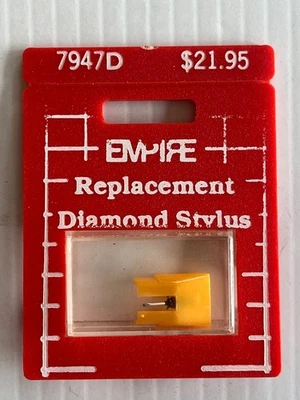 7947D $21.95
EMPIRE
Replacement
Diamond Stylus